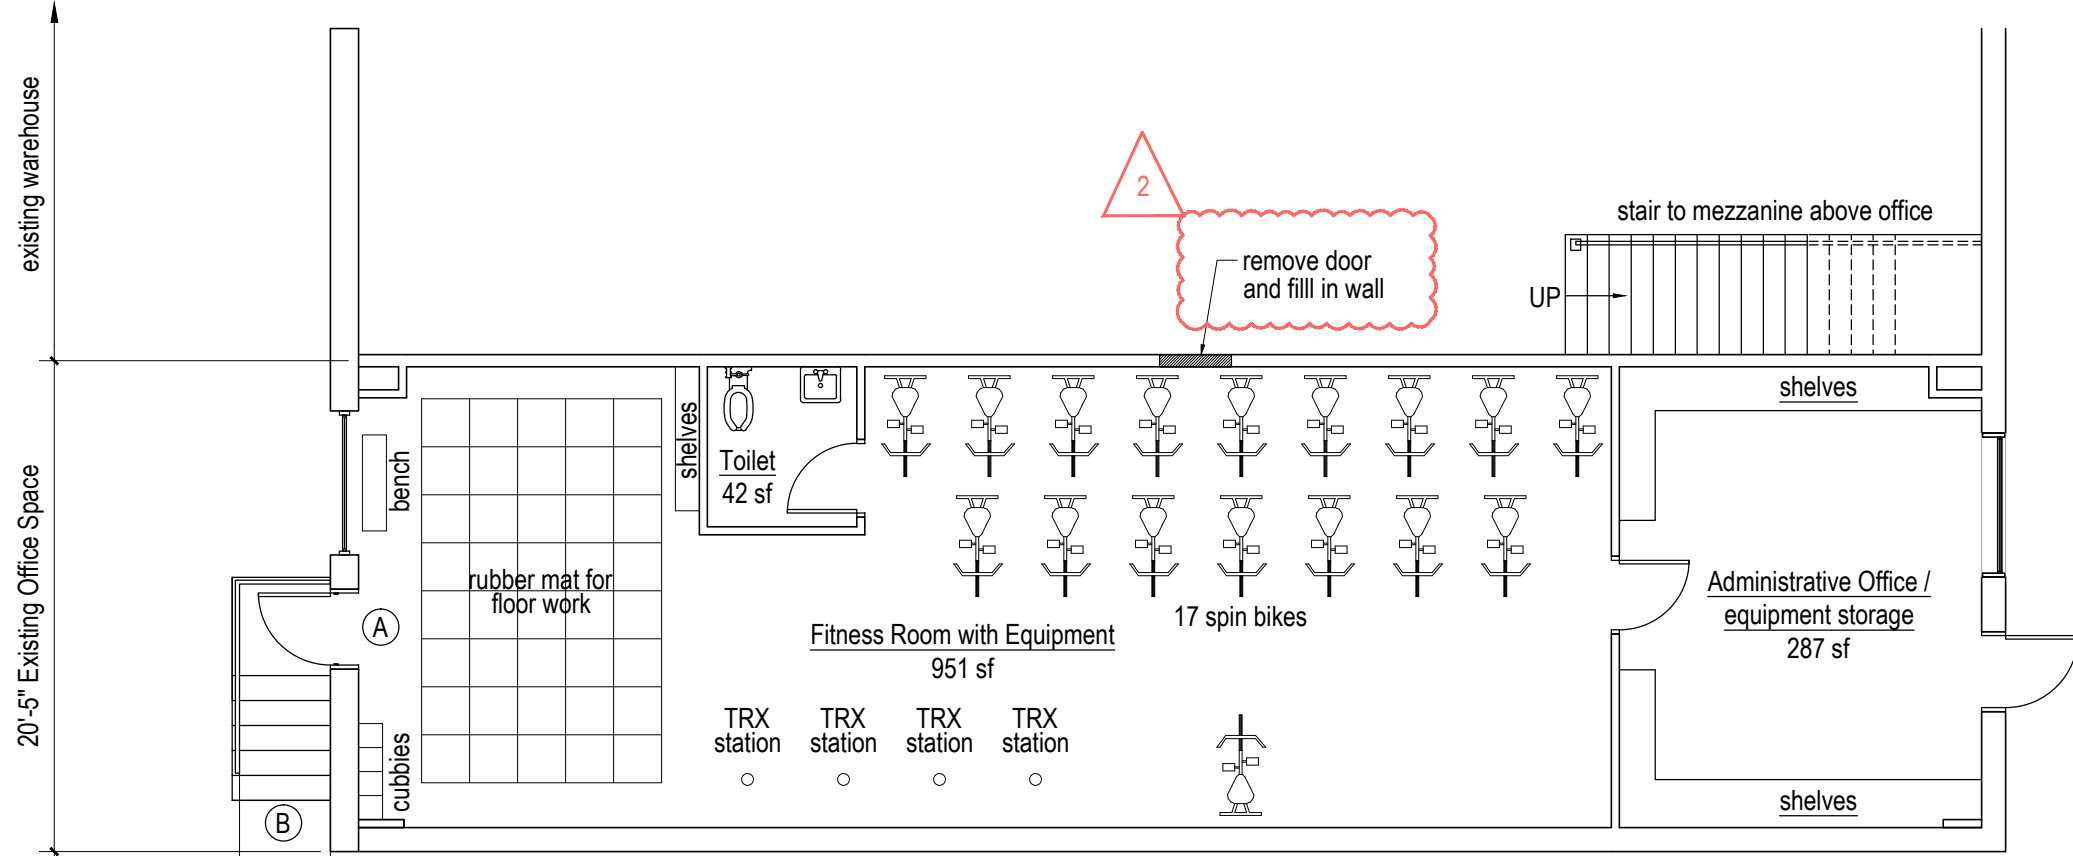 existing warehouse
2
stair to mezzanine above office
remove door
and filll in wall
UP
20'-5" Existing Office Space
bench
shelves
Toilet
42 sf
shelves
rubber mat for
floor work
A
17 spin bikes
Fitness Room with Equipment
951 sf
Administrative Office /
equipment storage
287 sf
TRX
station
TRX
station
TRX
station
TRX
station
cubbies
shelves
B